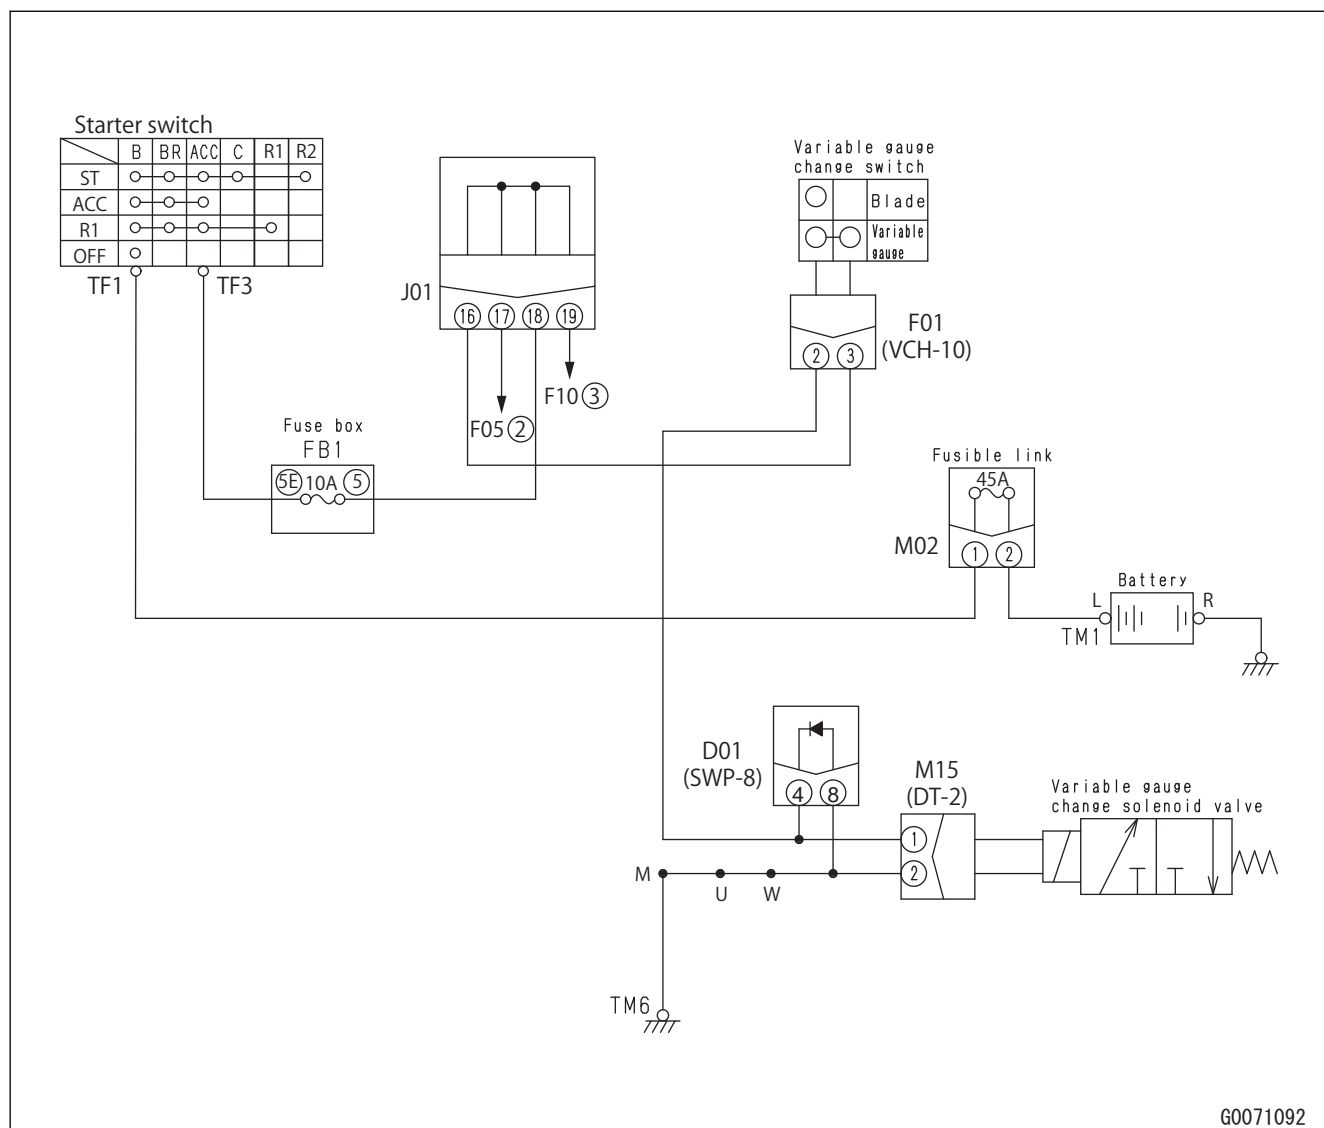 Starter switch
B BR ACC C R1 R2
ST
ACC
R1
OFF
TF1 TF3
J01
16 17 18 19
F10 3
F05 2
Variable gauge
change switch
Blade
Variable
gauge
F01
(VCH-10)
2 3
Fuse box
FB1
5E 10A 5
Fusible link
45A
M02
1 2
Battery
L R
TM1
D01
(SWP-8)
4 8
M15
(DT-2)
1
2
Variable gauge
change solenoid valve
M U W
TM6
G0071092